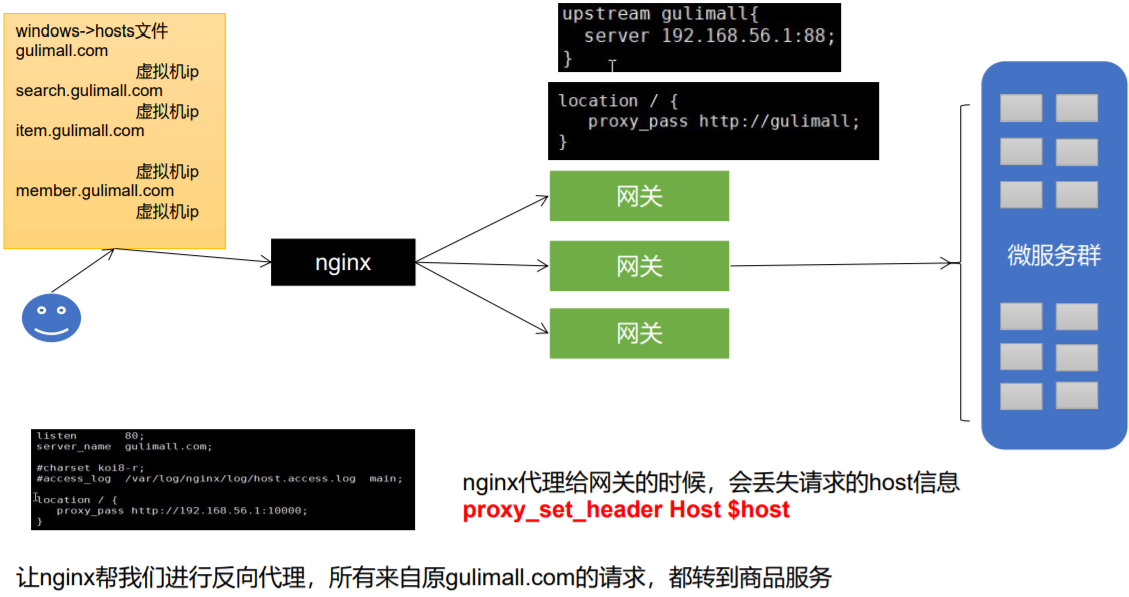 windows->hosts文件
gulimall.com
虚拟机ip
search.gulimall.com
虚拟机ip
item.gulimall.com
虚拟机ip
member.gulimall.com
虚拟机ip
upstream gulimall{
server 192.168.56.1:88;
}
location / {
proxy_pass http://gulimall;
}
nginx
网关
网关
网关
微服务群
listen 80;
server_name gulimall.com;
#charset koi8-r;
#access_log /var/log/nginx/log/host.access.log main;
location / {
proxy_pass http://192.168.56.1:10000;
}
nginx代理给网关的时候，会丢失请求的host信息
proxy_set_header Host $host
让nginx帮我们进行反向代理，所有来自原gulimall.com的请求，都转到商品服务